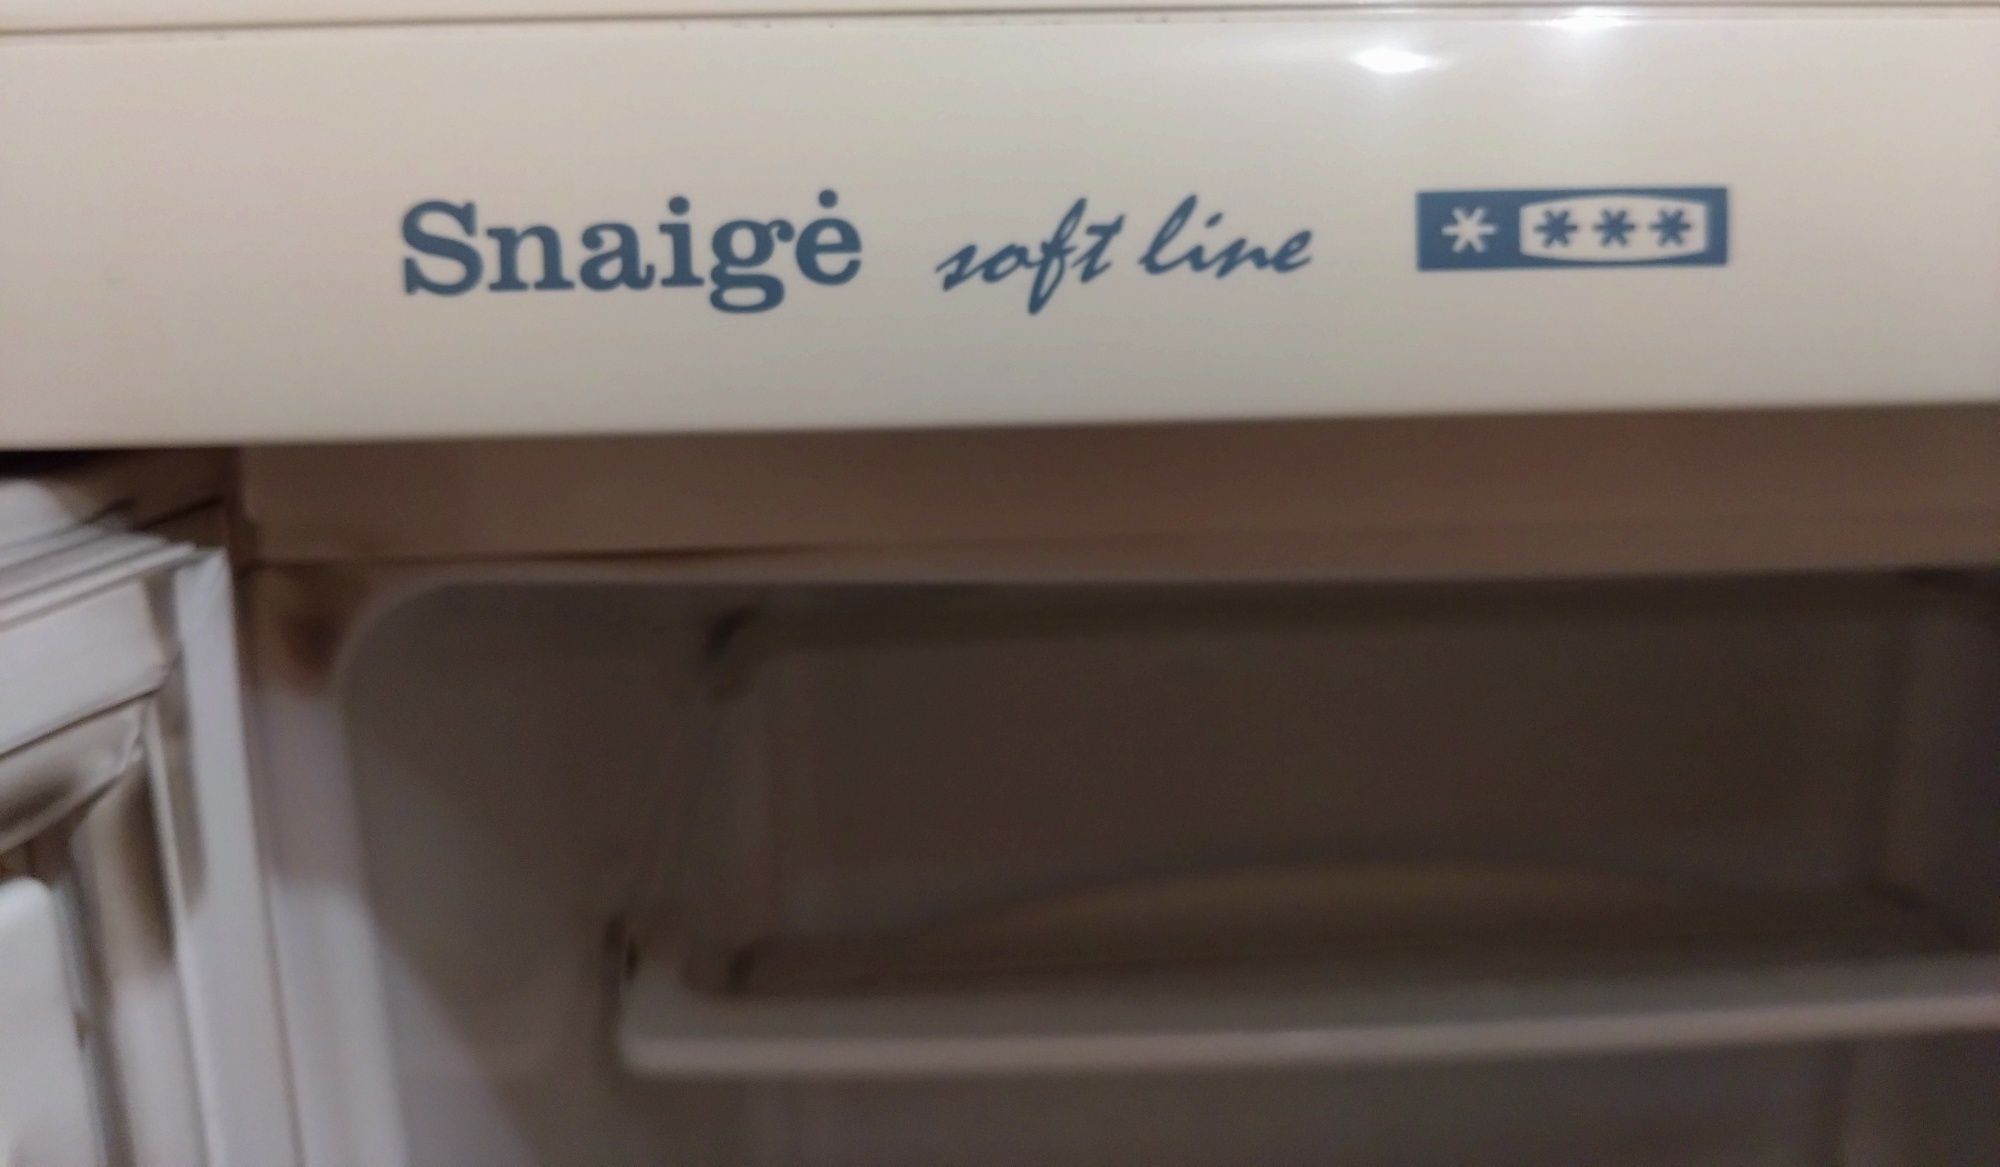 Snaigė soft line * ***